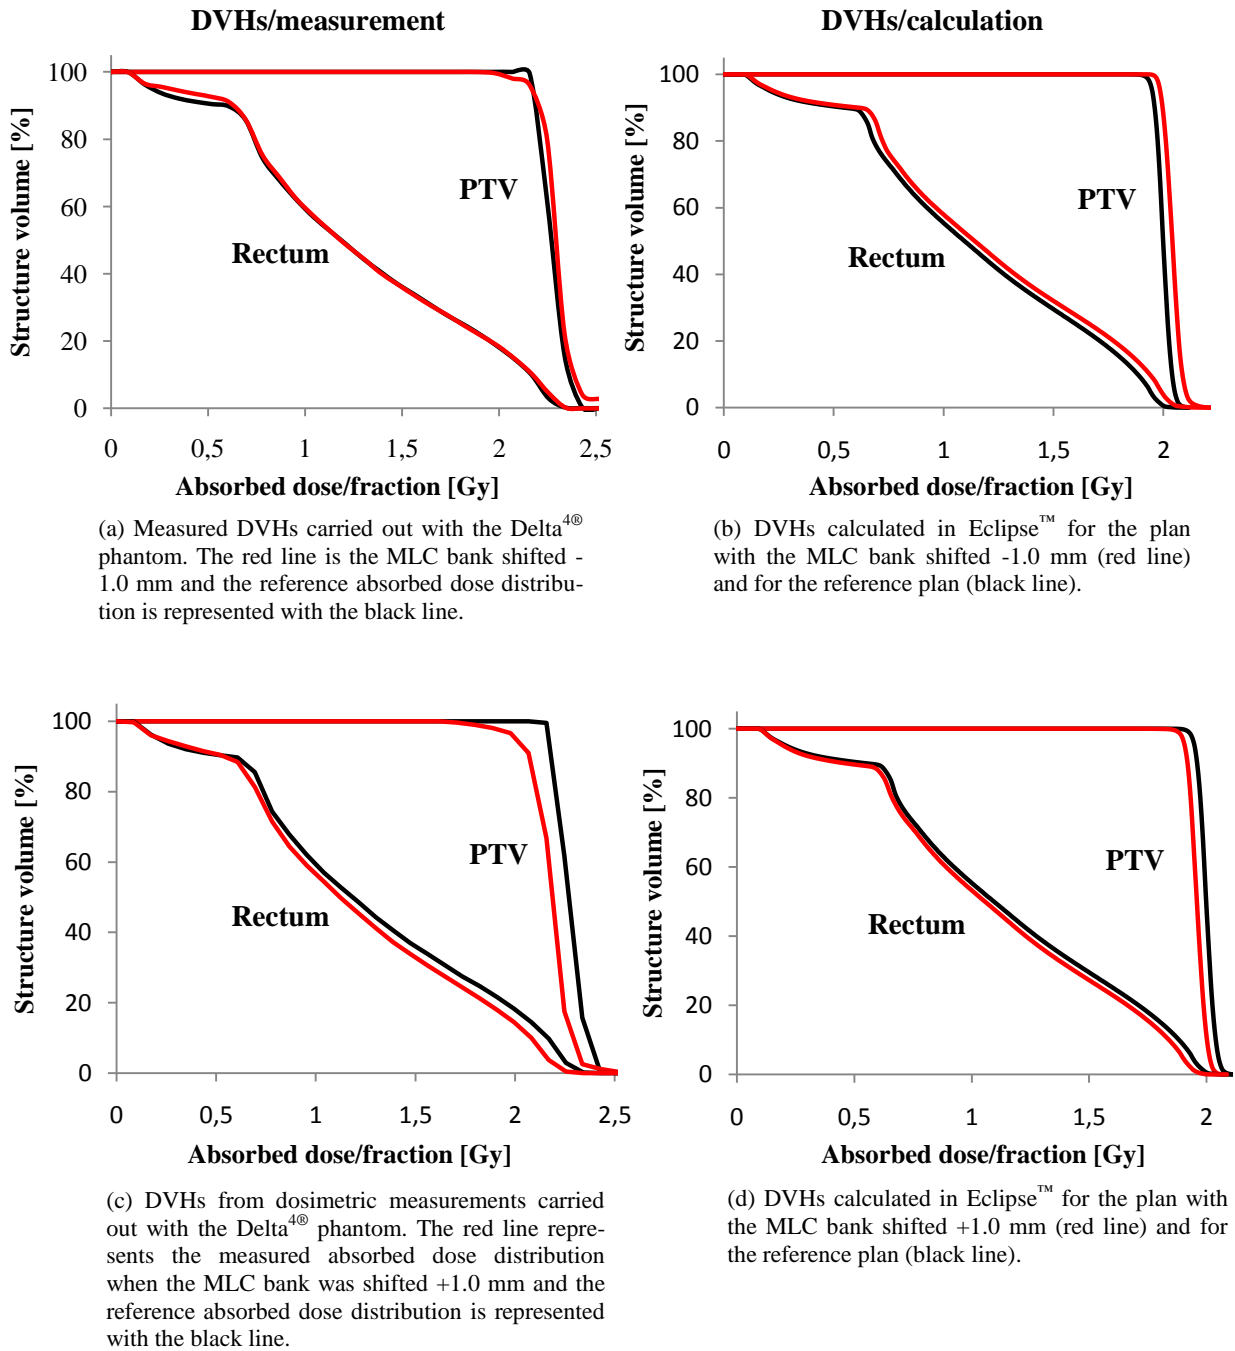 DVHs/measurement
DVHs/calculation
Structure volume [%]
100
80
60
40
20
0
PTV
Rectum
0 0,5 1 1,5 2 2,5
Absorbed dose/fraction [Gy]
(a) Measured DVHs carried out with the Delta⁴®
phantom. The red line is the MLC bank shifted -
1.0 mm and the reference absorbed dose distribu-
tion is represented with the black line.
Structure volume [%]
100
80
60
40
20
0
PTV
Rectum
0 0,5 1 1,5 2
Absorbed dose/fraction [Gy]
(b) DVHs calculated in Eclipse™ for the plan
with the MLC bank shifted -1.0 mm (red line)
and for the reference plan (black line).
Structure volume [%]
100
80
60
40
20
0
PTV
Rectum
0 0,5 1 1,5 2 2,5
Absorbed dose/fraction [Gy]
(c) DVHs from dosimetric measurements carried
out with the Delta⁴® phantom. The red line repre-
sents the measured absorbed dose distribution
when the MLC bank was shifted +1.0 mm and the
reference absorbed dose distribution is represented
with the black line.
Structure volume [%]
100
80
60
40
20
0
PTV
Rectum
0 0,5 1 1,5 2
Absorbed dose/fraction [Gy]
(d) DVHs calculated in Eclipse™ for the plan with
the MLC bank shifted +1.0 mm (red line) and for
the reference plan (black line).